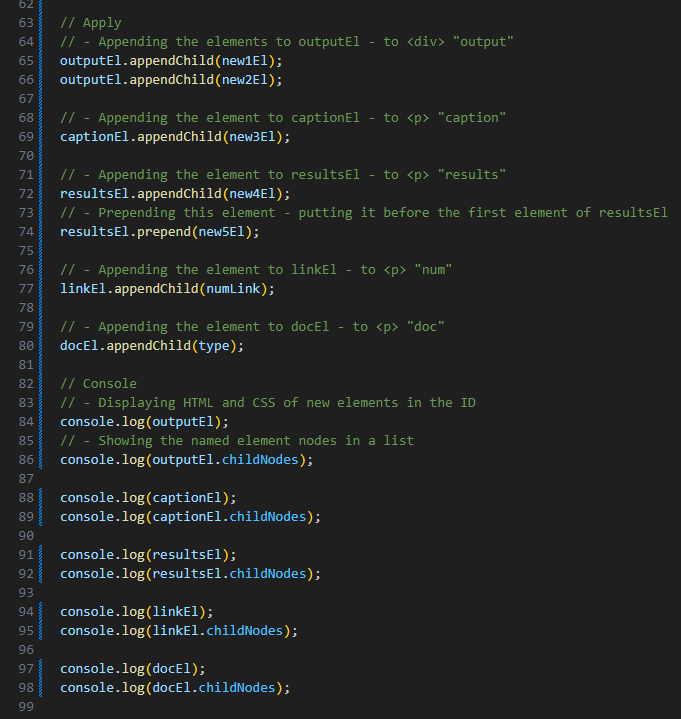 62
63 // Apply
64 // - Appending the elements to outputEl - to <div> "output"
65 outputEl.appendChild(new1El);
66 outputEl.appendChild(new2El);
67
68 // - Appending the element to captionEl - to <p> "caption"
69 captionEl.appendChild(new3El);
70
71 // - Appending the element to resultsEl - to <p> "results"
72 resultsEl.appendChild(new4El);
73 // - Prepending this element - putting it before the first element of resultsEl
74 resultsEl.prepend(new5El);
75
76 // - Appending the element to linkEl - to <p> "num"
77 linkEl.appendChild(numLink);
78
79 // - Appending the element to docEl - to <p> "doc"
80 docEl.appendChild(type);
81
82 // Console
83 // - Displaying HTML and CSS of new elements in the ID
84 console.log(outputEl);
85 // - Showing the named element nodes in a list
86 console.log(outputEl.childNodes);
87
88 console.log(captionEl);
89 console.log(captionEl.childNodes);
90
91 console.log(resultsEl);
92 console.log(resultsEl.childNodes);
93
94 console.log(linkEl);
95 console.log(linkEl.childNodes);
96
97 console.log(docEl);
98 console.log(docEl.childNodes);
99